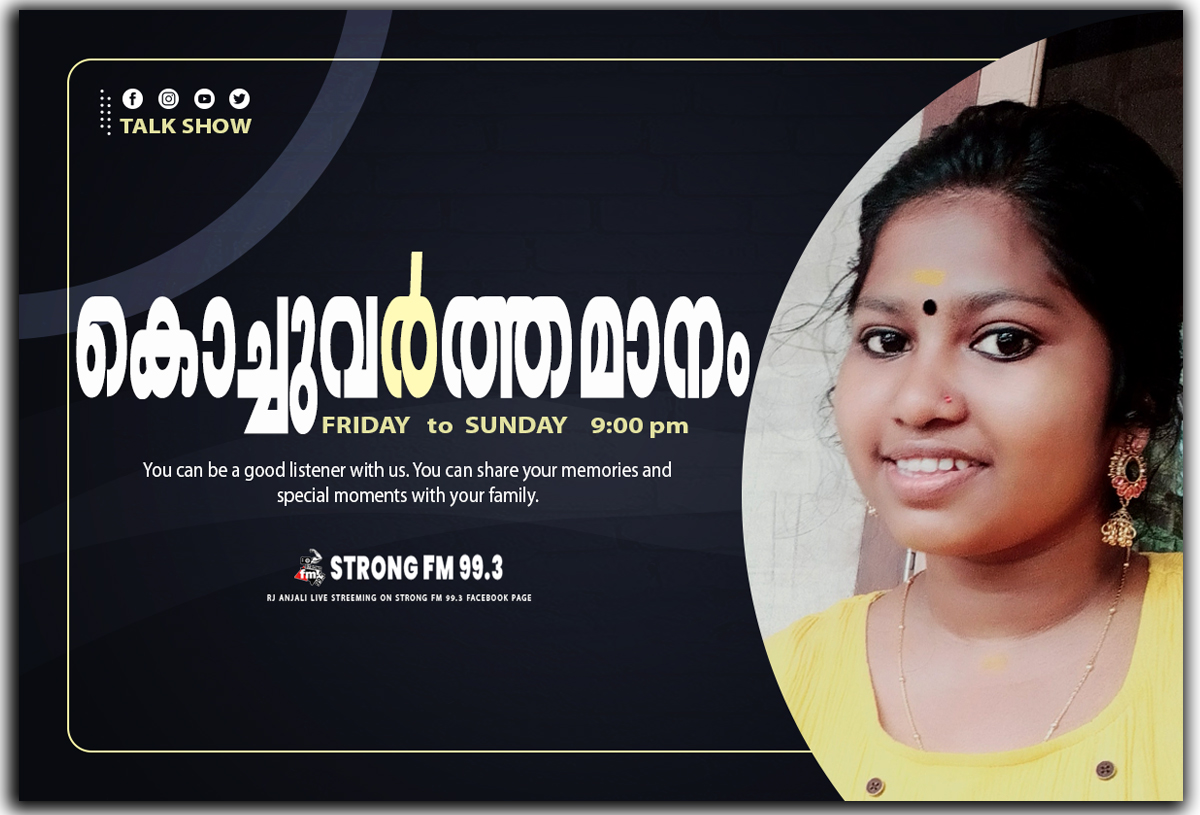 TALK SHOW
കൊച്ചുവർത്തമാനം
FRIDAY to SUNDAY 9:00 pm
You can be a good listener with us. You can share your memories and
special moments with your family.
fm
STRONG FM 99.3
RJ ANJALI LIVE STREEMING ON STRONG FM 99.3 FACEBOOK PAGE